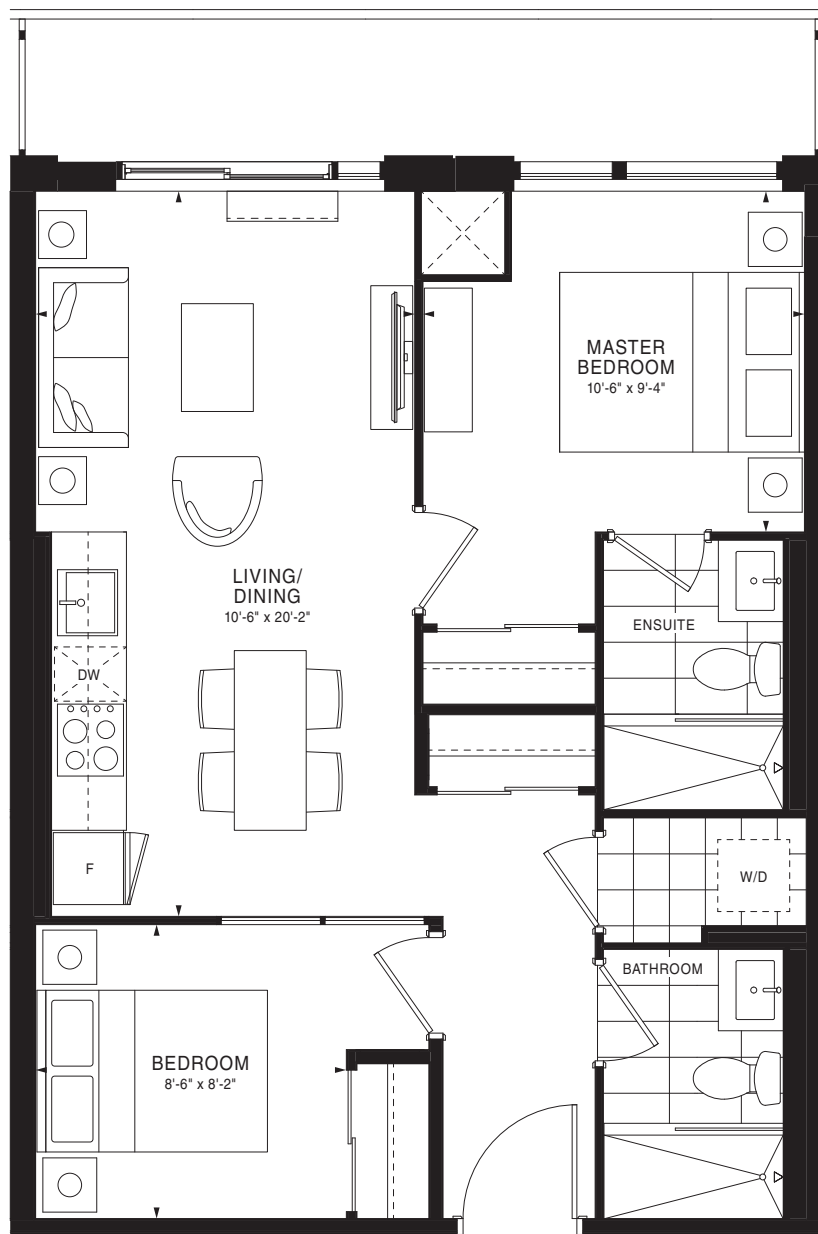 MASTER
BEDROOM
10'-6" x 9'-4"
LIVING/
DINING
10'-6" x 20'-2"
ENSUITE
DW
F
W/D
BATHROOM
BEDROOM
8'-6" x 8'-2"